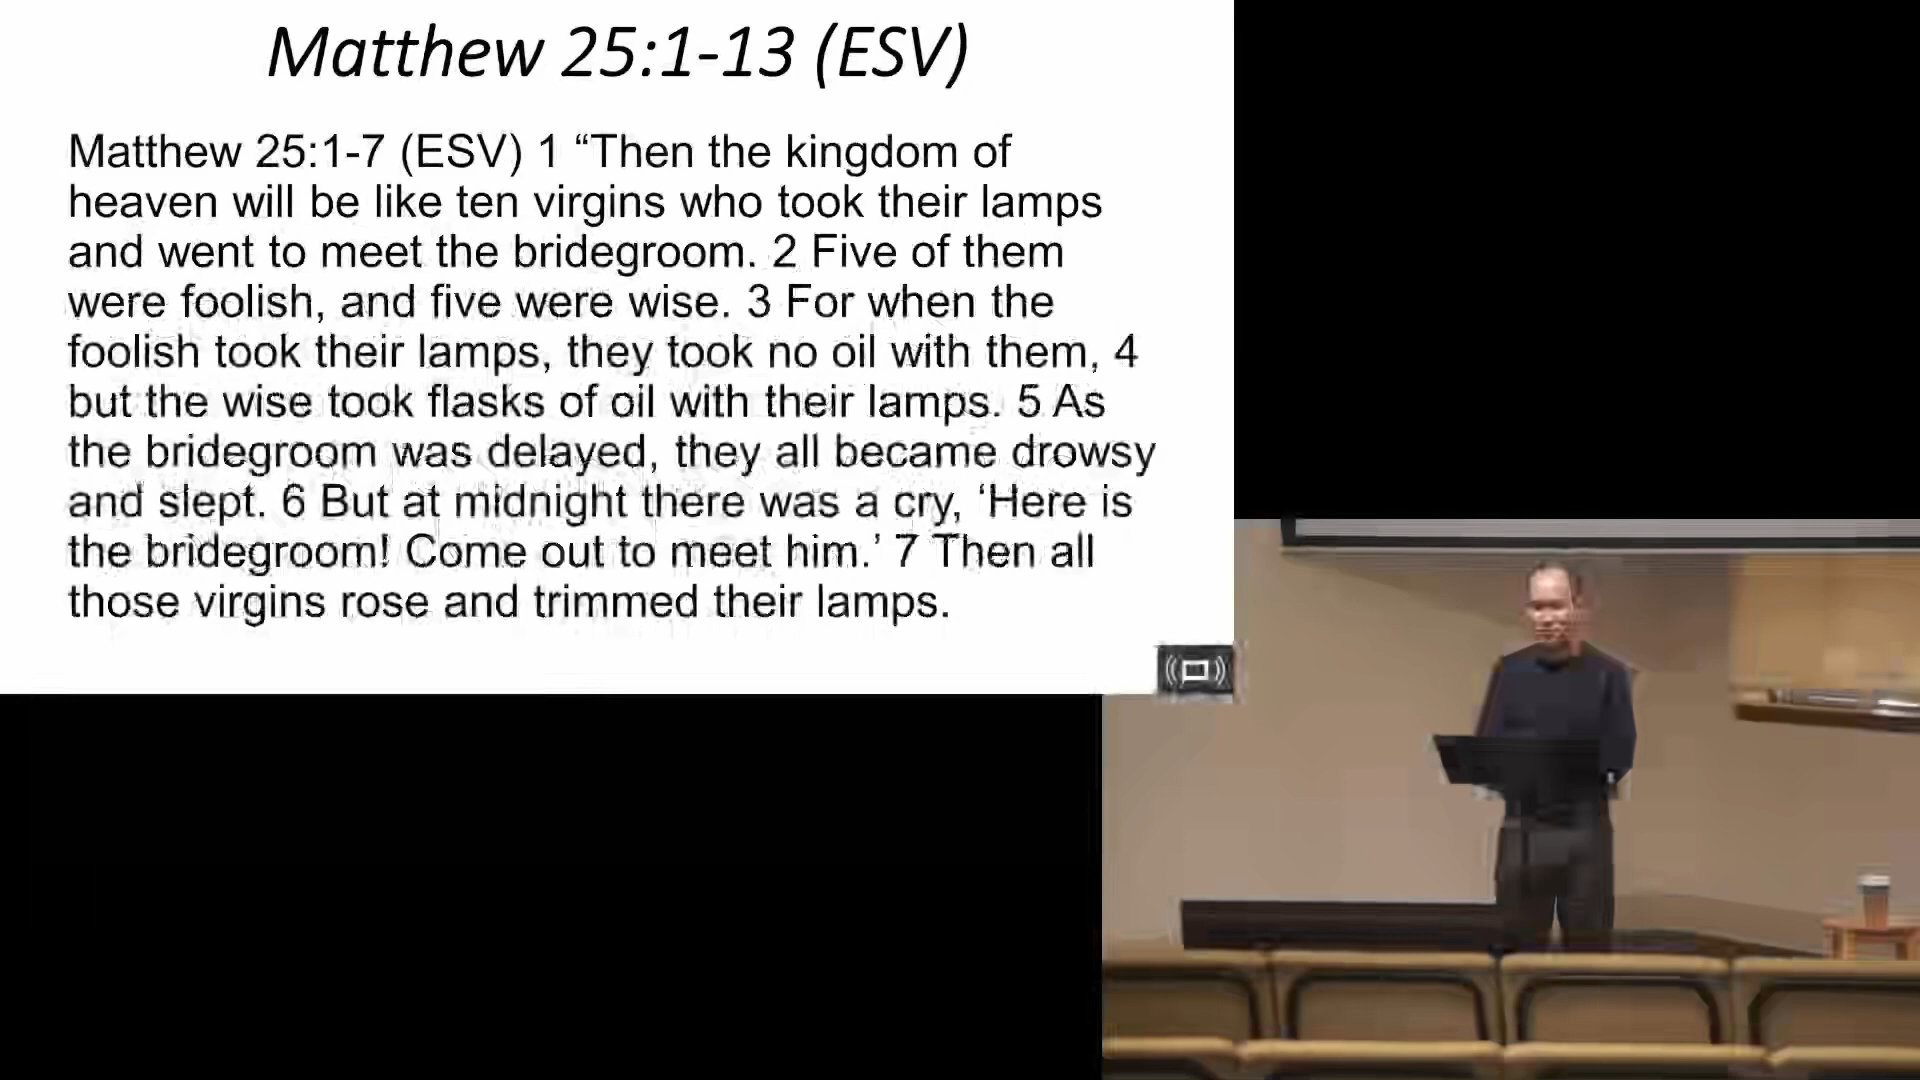 Matthew 25:1-13 (ESV)
Matthew 25:1-7 (ESV) 1 “Then the kingdom of
heaven will be like ten virgins who took their lamps
and went to meet the bridegroom. 2 Five of them
were foolish, and five were wise. 3 For when the
foolish took their lamps, they took no oil with them, 4
but the wise took flasks of oil with their lamps. 5 As
the bridegroom was delayed, they all became drowsy
and slept. 6 But at midnight there was a cry, ‘Here is
the bridegroom! Come out to meet him.’ 7 Then all
those virgins rose and trimmed their lamps.